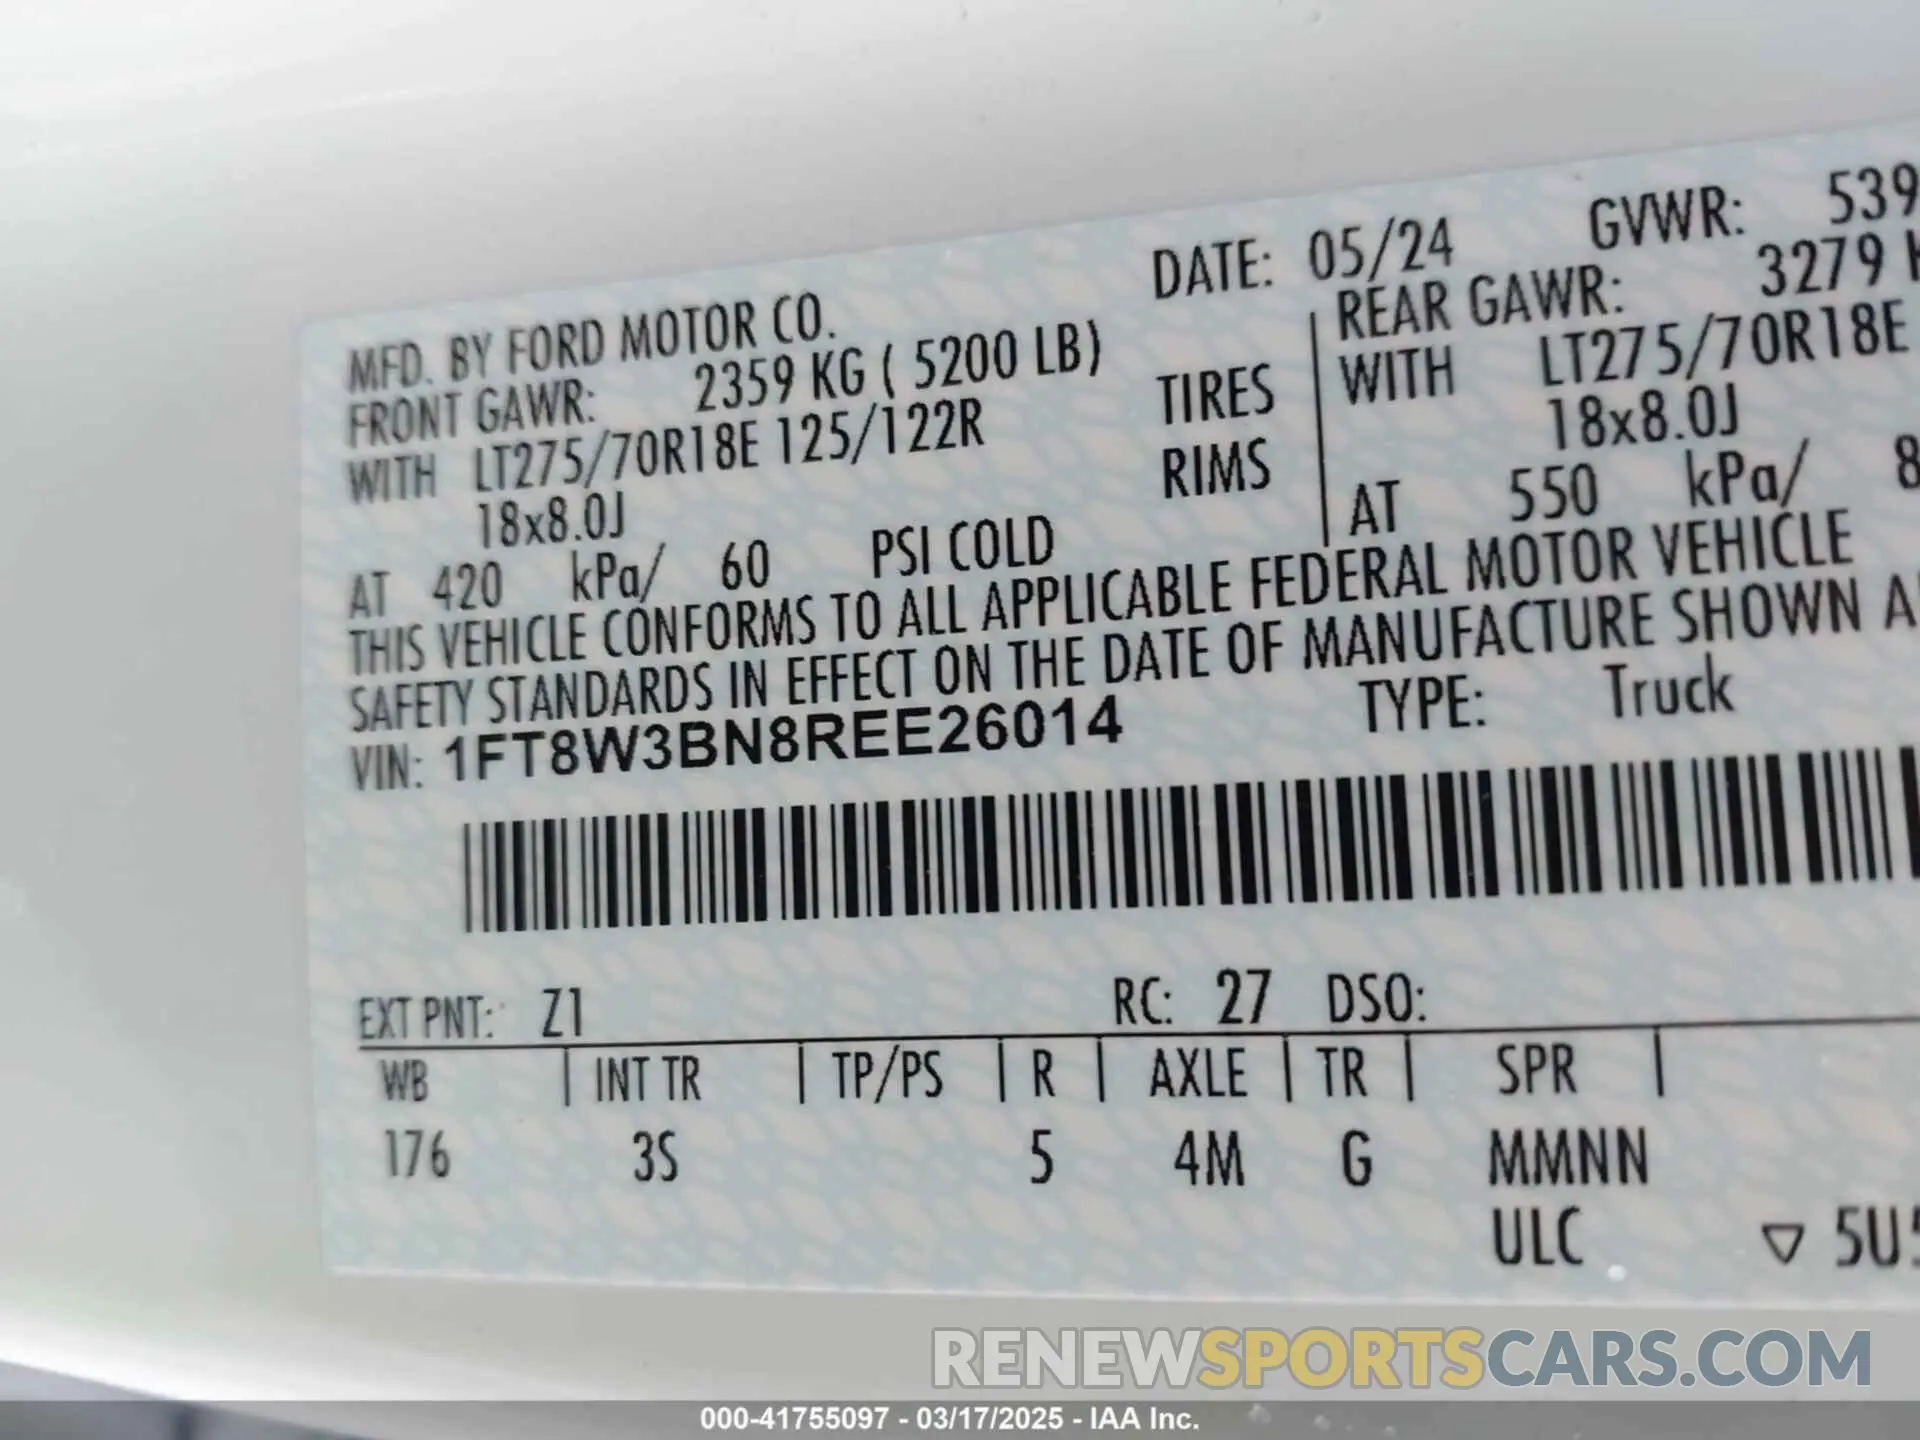 DATE: 05/24 GVWR: 539
MFD. BY FORD MOTOR CO.
FRONT GAWR: 2359 KG ( 5200 LB)
REAR GAWR: 3279
WITH LT275/70R18E 125/122R TIRES
WITH LT275/70R18E
18x8.0J RIMS
18x8.0J
AT 420 kPa/ 60 PSI COLD
AT 550 kPa/ 8
THIS VEHICLE CONFORMS TO ALL APPLICABLE FEDERAL MOTOR VEHICLE
SAFETY STANDARDS IN EFFECT ON THE DATE OF MANUFACTURE SHOWN
VIN: 1FT8W3BN8REE26014 TYPE: Truck
EXT PNT: Z1 RC: 27 DSO:
WB | INT TR | TP/PS | R | AXLE | TR | SPR |
176 3S 5 4M G MMNN
ULC ▽ 5U5
RENEWSPORTSCARS.COM
000-41755097 - 03/17/2025 - IAA Inc.